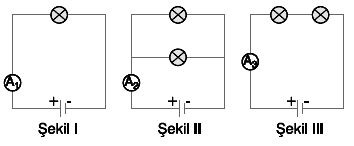 A1
A2
A3
+ -
+ -
+ -
Şekil I
Şekil II
Şekil III